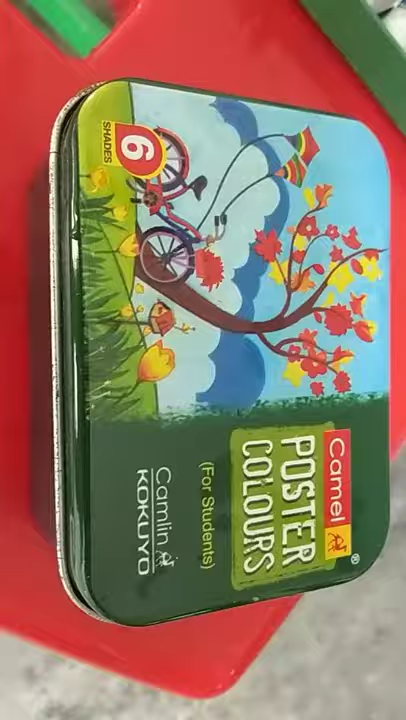 6
SHADES
Camel
®
POSTER
COLOURS
(For Students)
Camlin
KOKUYO